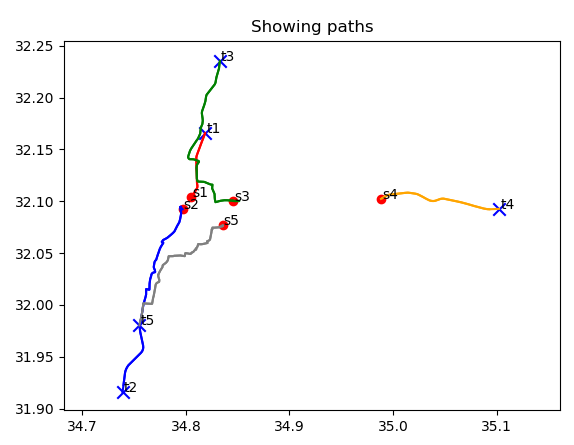 Showing paths
32.25
t3
32.20
t1
32.15
s1
s3
s4
32.10
s2
t4
s5
32.05
32.00
t5
31.95
t2
31.90
34.7 34.8 34.9 35.0 35.1